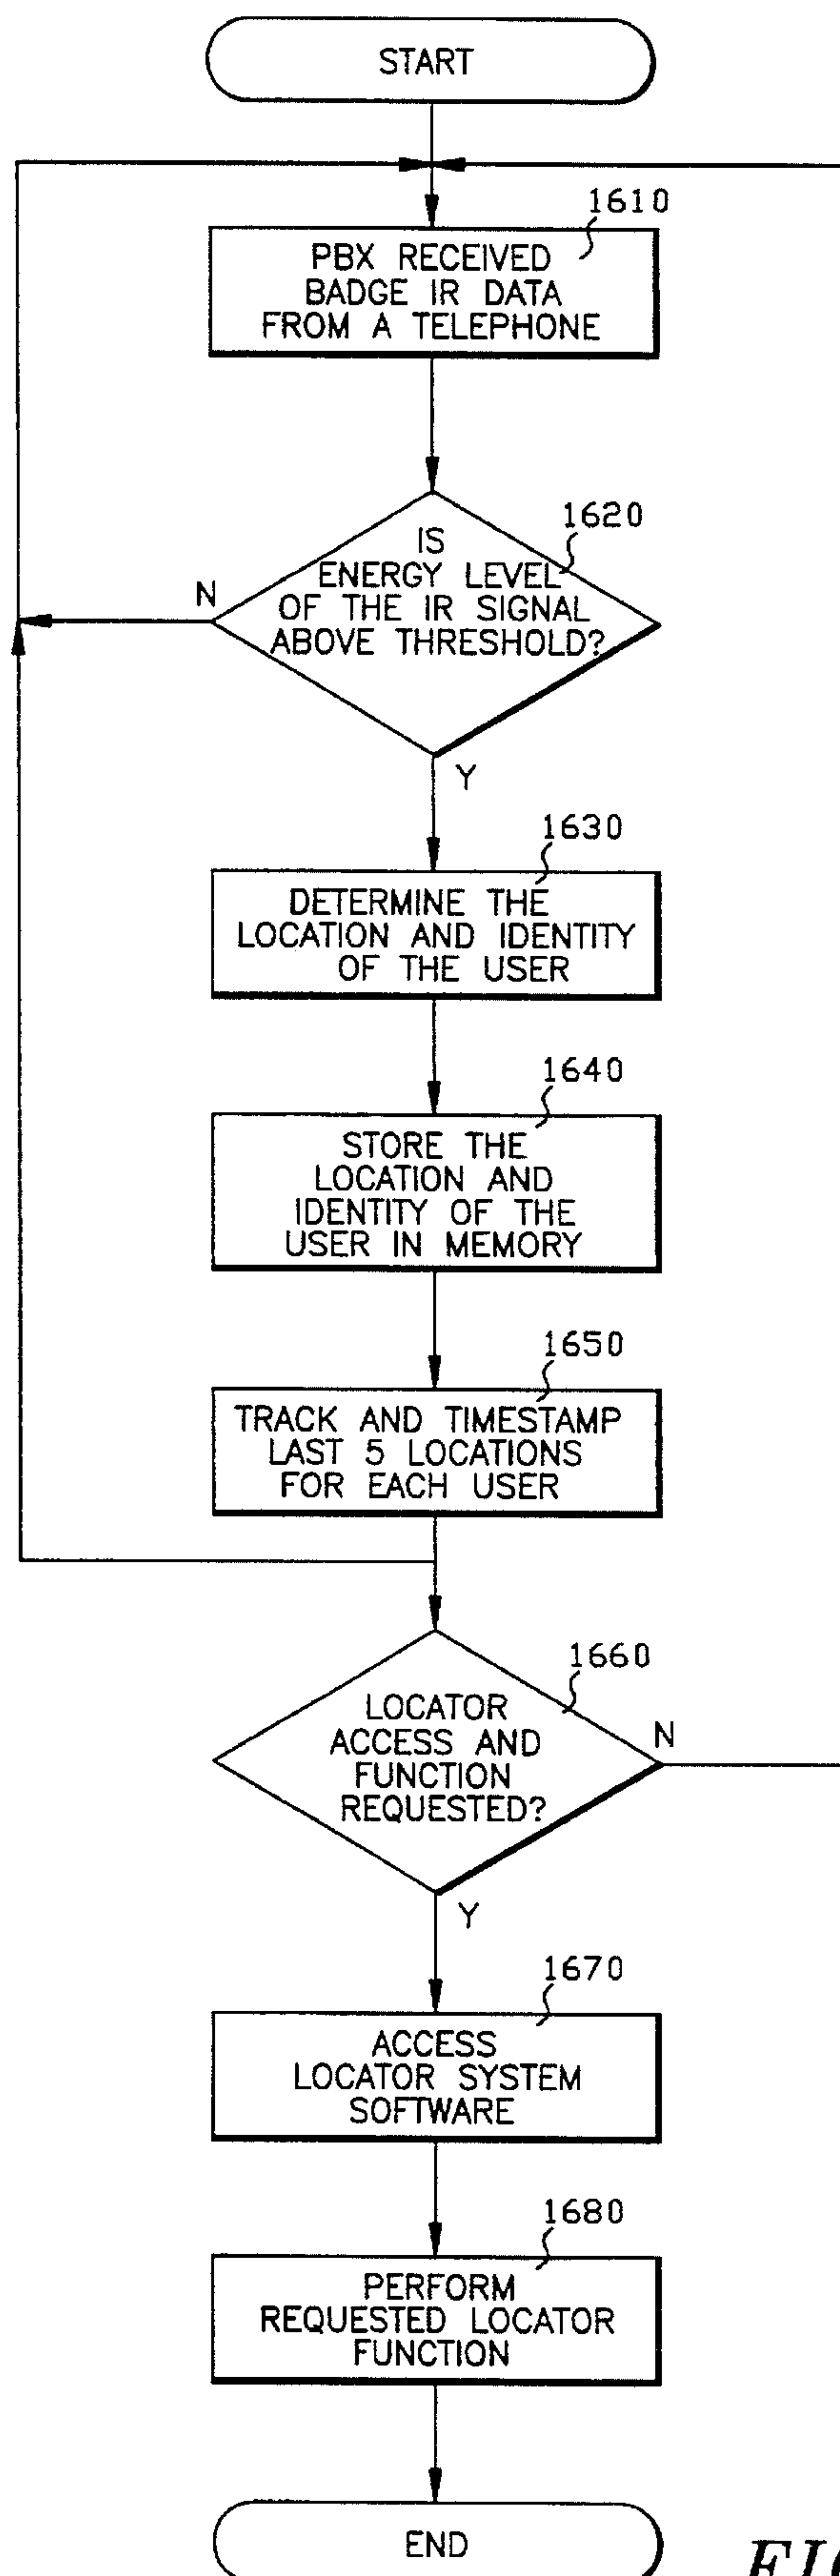 START
1610
PBX RECEIVED
BADGE IR DATA
FROM A TELEPHONE
1620
IS
ENERGY LEVEL
OF THE IR SIGNAL
ABOVE THRESHOLD?
N
Y
1630
DETERMINE THE
LOCATION AND IDENTITY
OF THE USER
1640
STORE THE
LOCATION AND
IDENTITY OF THE
USER IN MEMORY
1650
TRACK AND TIMESTAMP
LAST 5 LOCATIONS
FOR EACH USER
1660
LOCATOR
ACCESS AND
FUNCTION
REQUESTED?
N
Y
1670
ACCESS
LOCATOR SYSTEM
SOFTWARE
1680
PERFORM
REQUESTED LOCATOR
FUNCTION
END